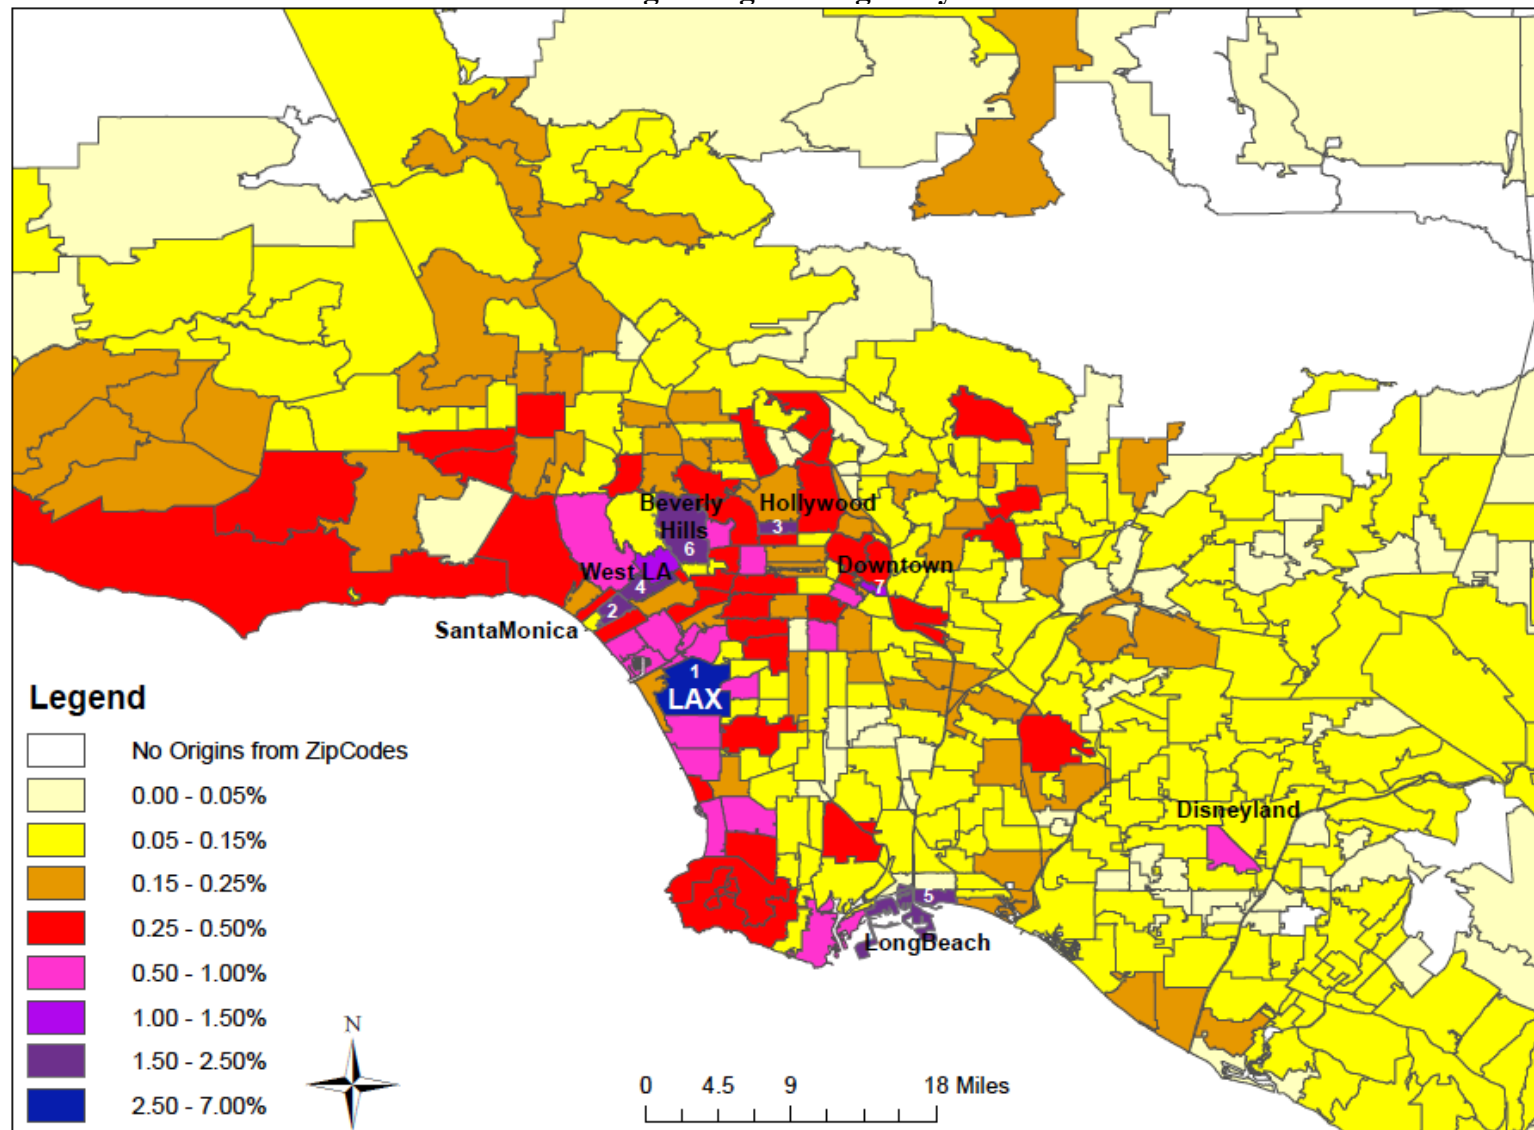 Beverly
Hills
Hollywood
3
6
West LA
Downtown
4
7
2
SantaMonica
1
LAX
Legend
No Origins from ZipCodes
0.00 - 0.05%
0.05 - 0.15%
0.15 - 0.25%
0.25 - 0.50%
0.50 - 1.00%
1.00 - 1.50%
1.50 - 2.50%
2.50 - 7.00%
Disneyland
5
LongBeach
N
0 4.5 9 18 Miles